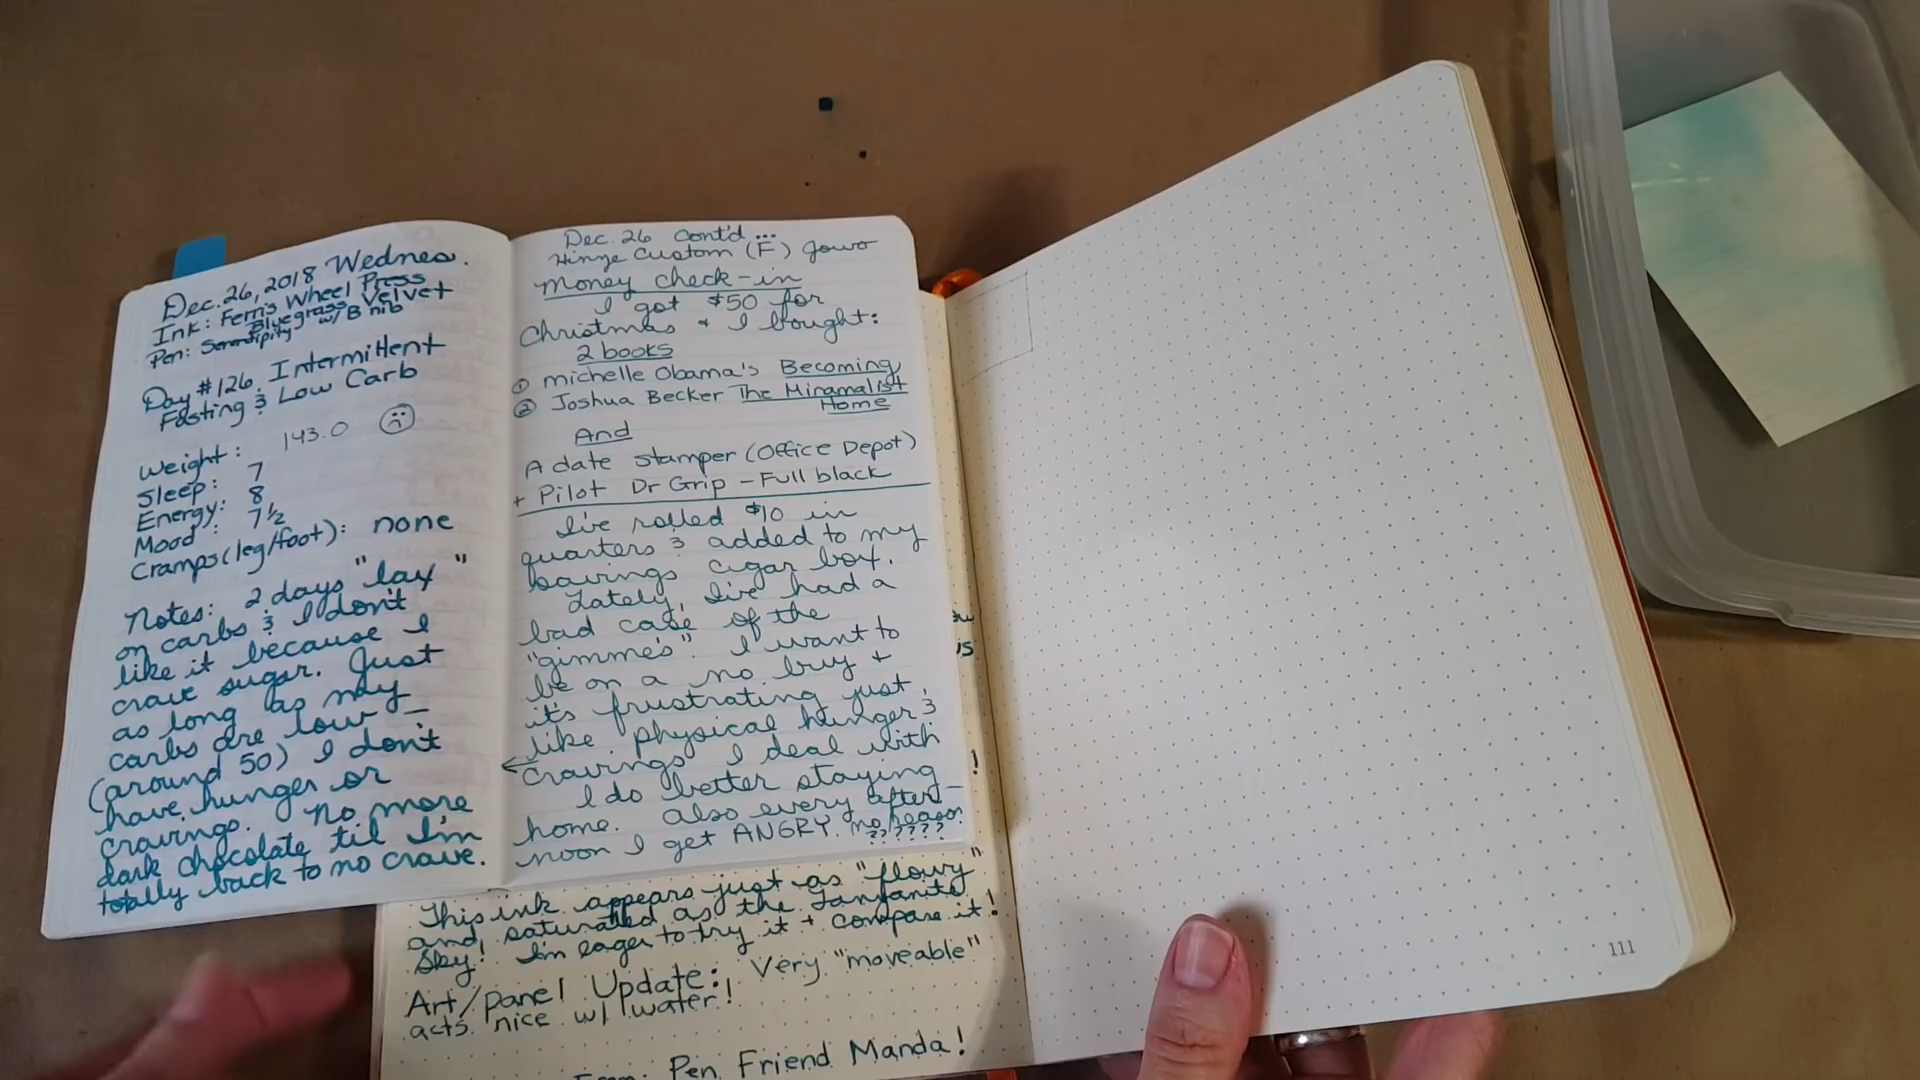 Dec. 26, 2018 Wednes.
Ink: Ferris Wheel Press
Bluegrass Velvet
Pen: Serendipity w/ B nib
Day #126, Intermittent
Fasting & Low Carb
Weight: 143.0
Sleep: 7
Energy: 8
Mood: 7 1/2
Cramps (leg/foot): none
Notes: 2 days "lax"
on carbs & I don't
like it because I
crave sugar. Just
as long as my
carbs are low -
(around 50) I don't
have hunger or
cravings. No more
dark chocolate til I'm
totally back to no crave.
Dec. 26 Cont'd ...
Hinze Custom (F) Jowo
Money check-in
I got $50 for
Christmas + I bought:
2 books
① Michelle Obama's Becoming
② Joshua Becker The Minamalist
Home
And
A date stamper (Office Depot)
+ Pilot Dr Grip - Full black
I've rolled $10 in
quarters & added to my
savings cigar box.
Lately, I've had a
bad case of the
"gimme's". I want to
be on a no buy +
it's frustrating just
like physical hunger &
← cravings I deal with
I do better staying
home. Also every after-
noon I get ANGRY. no reason
??????
!
This ink appears just as "flowy"
and saturated as the Tanzanite
Sky! I'm eager to try it + compare it!
Art/panel Update: Very "moveable"
acts nice w/ water!
From: Pen Friend Manda!
111